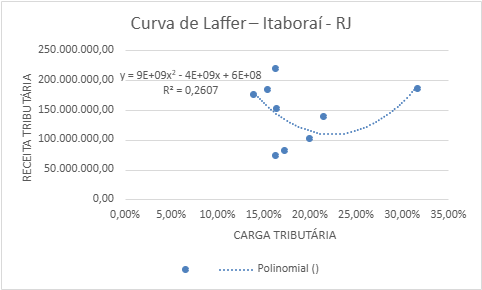 Curva de Laffer – Itaboraí - RJ
250.000.000,00
200.000.000,00
150.000.000,00
100.000.000,00
50.000.000,00
0,00
RECEITA TRIBUTÁRIA
y = 9E+09x² - 4E+09x + 6E+08
R² = 0,2607
0,00% 5,00% 10,00% 15,00% 20,00% 25,00% 30,00% 35,00%
CARGA TRIBUTÁRIA
Polinomial ()